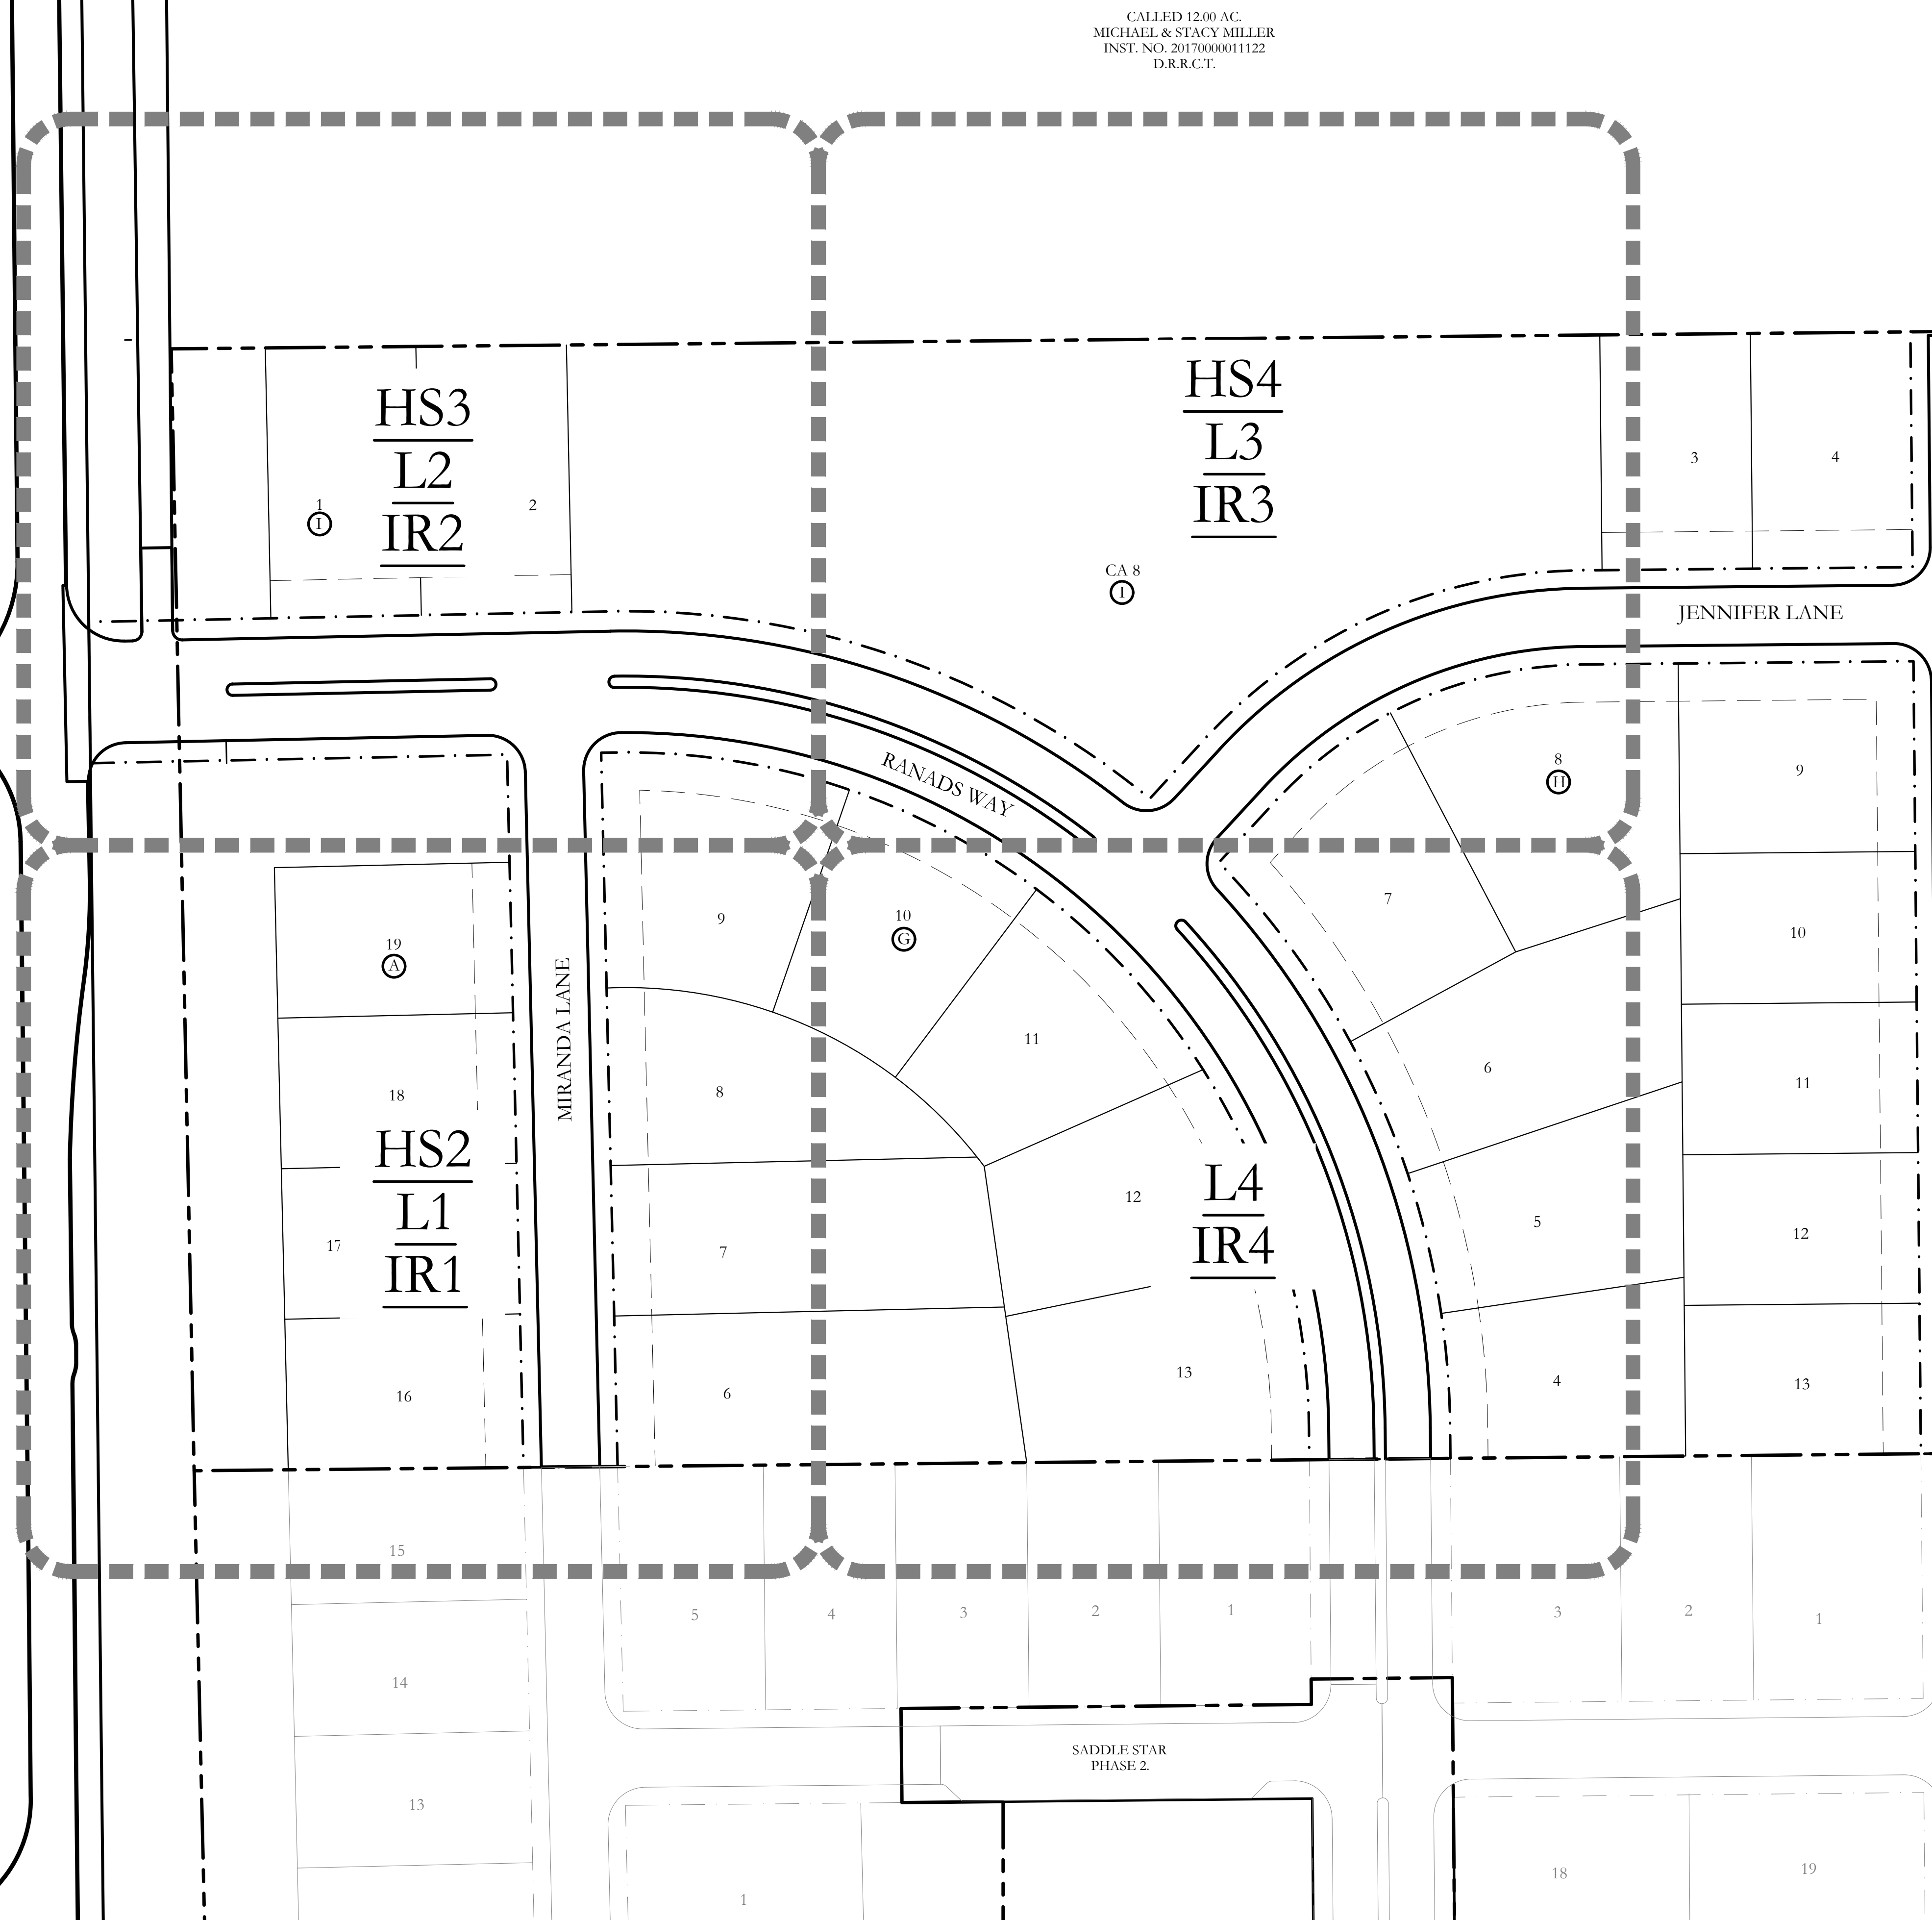 CALLED 12.00 AC.
MICHAEL & STACY MILLER
INST. NO. 20170000011122
D.R.R.C.T.
HS3
L2
IR2
1
I
2
HS4
L3
IR3
CA 8
I
3
4
JENNIFER LANE
RANADS WAY
8
H
9
7
10
6
11
5
12
4
13
19
A
18
HS2
L1
IR1
17
16
MIRANDA LANE
9
10
G
8
11
7
12
L4
IR4
6
13
15
14
13
5
4
3
2
1
3
2
1
SADDLE STAR
PHASE 2.
1
18
19